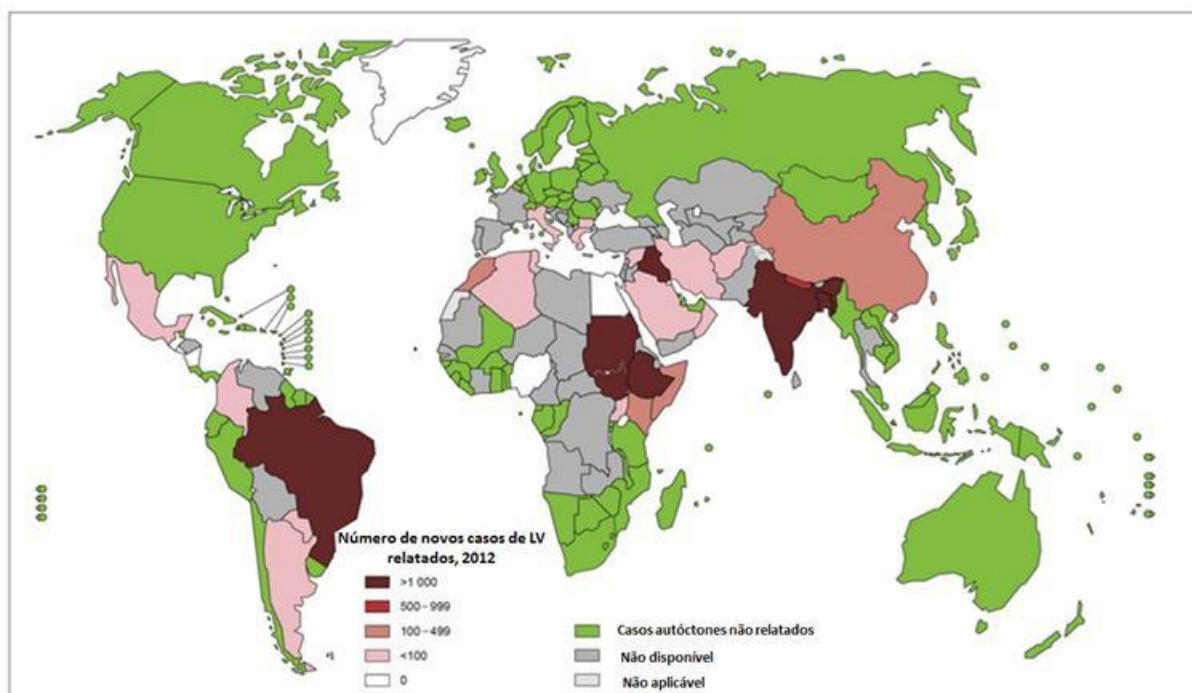 Número de novos casos de LV
relatados, 2012
>1 000
500 – 999
100 – 499
<100
0
Casos autóctones não relatados
Não disponível
Não aplicável